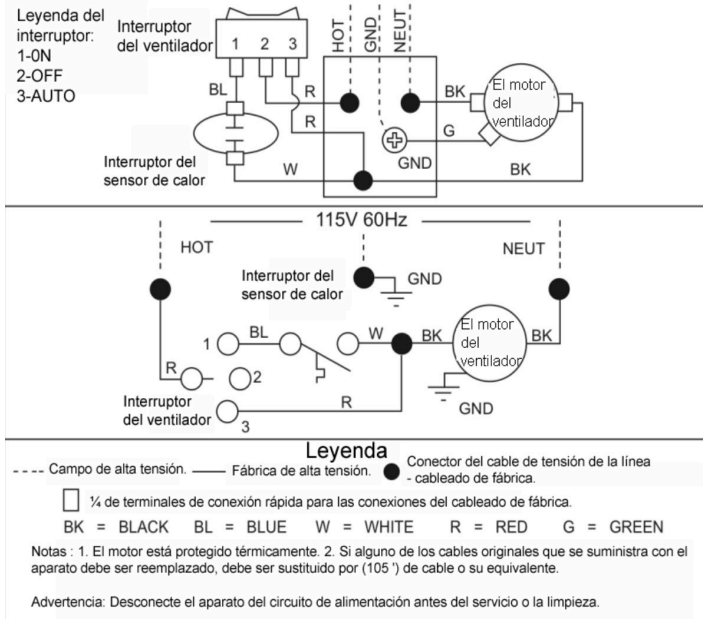 Leyenda del
interruptor:
1-0N
2-OFF
3-AUTO
Interruptor
del ventilador
1 2 3
HOT
GND
NEUT
BL
R
R
BK
El motor
del
ventilador
G
GND
Interruptor del
sensor de calor
W
BK
115V 60Hz
HOT
NEUT
Interruptor del
sensor de calor
GND
1
BL
W
BK
El motor
del
ventilador
BK
R
2
Interruptor
del ventilador
3
R
GND
Leyenda
Campo de alta tensión.
Fábrica de alta tensión.
Conector del cable de tensión de la línea
- cableado de fábrica.
¼ de terminales de conexión rápida para las conexiones del cableado de fábrica.
BK = BLACK BL = BLUE W = WHITE R = RED G = GREEN
Notas : 1. El motor está protegido térmicamente. 2. Si alguno de los cables originales que se suministra con el
aparato debe ser reemplazado, debe ser sustituido por (105 ') de cable o su equivalente.
Advertencia: Desconecte el aparato del circuito de alimentación antes del servicio o la limpieza.